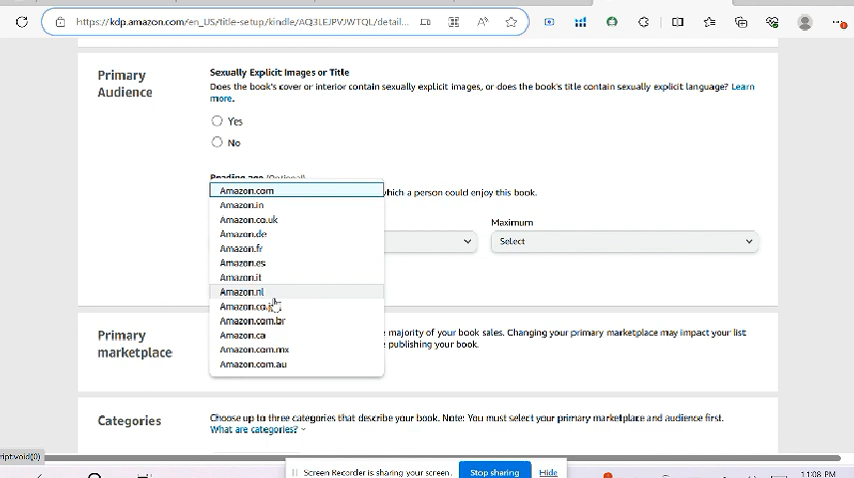 https://kdp.amazon.com/en_US/title-setup/kindle/AQ3LEJPVJWTQL/detail...
Primary Audience
Sexually Explicit Images or Title
Does the book's cover or interior contain sexually explicit images, or does the book's title contain sexually explicit language? Learn
more.
Yes
No
Reading age (Optional)
which a person could enjoy this book.
Amazon.com
Amazon.in
Amazon.co.uk
Amazon.de
Amazon.fr
Amazon.es
Amazon.it
Amazon.nl
Amazon.com.br
Amazon.ca
Amazon.com.mx
Amazon.com.au
Maximum
Select
Primary
marketplace
majority of your book sales. Changing your primary marketplace may impact your list
publishing your book.
Categories
Choose up to three categories that describe your book. Note: You must select your primary marketplace and audience first.
What are categories?
ript:void(0)
Screen Recorder is sharing your screen.
Stop sharing
Hide
11:08 PM